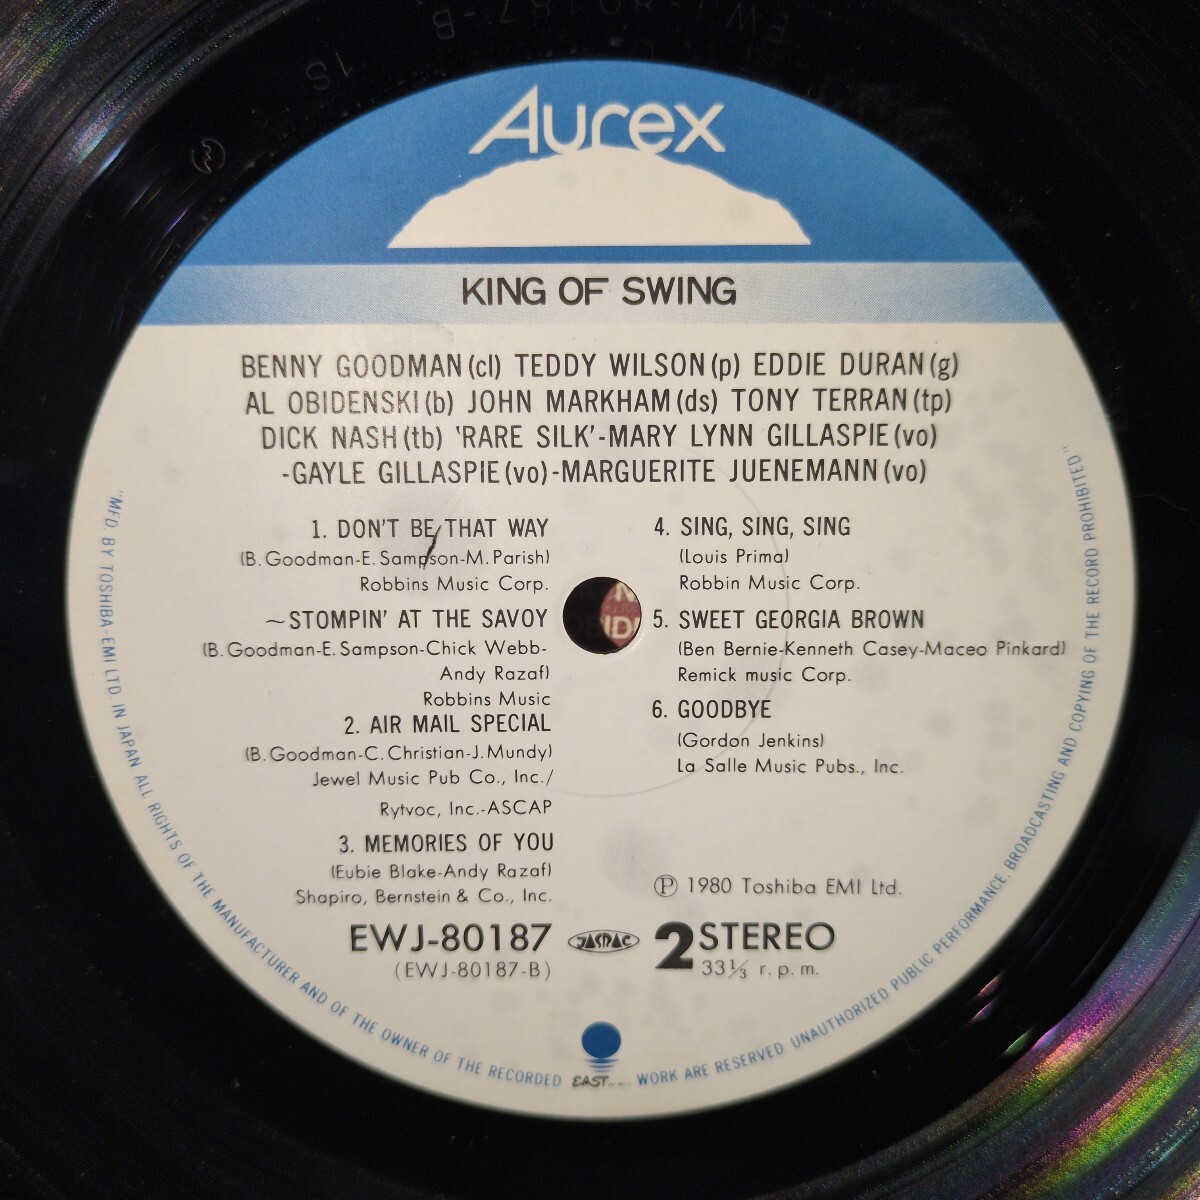 EWJ-80187-B
1S
Aurex
KING OF SWING
BENNY GOODMAN(cl) TEDDY WILSON(p) EDDIE DURAN(g)
AL OBIDENSKI(b) JOHN MARKHAM(ds) TONY TERRAN(tp)
DICK NASH(tb) 'RARE SILK'-MARY LYNN GILLASPIE(vo)
-GAYLE GILLASPIE(vo)-MARGUERITE JUENEMANN(vo)
1. DON'T BE THAT WAY
(B. Goodman-E. Sampson-M. Parish)
Robbins Music Corp.
~STOMPIN' AT THE SAVOY
(B. Goodman-E. Sampson-Chick Webb-
Andy Razaf)
Robbins Music
2. AIR MAIL SPECIAL
(B. Goodman-C. Christian-J. Mundy)
Jewel Music Pub Co., Inc./
Rytvoc, Inc.-ASCAP
3. MEMORIES OF YOU
(Eubie Blake-Andy Razaf)
Shapiro, Bernstein & Co., Inc.
4. SING, SING, SING
(Louis Prima)
Robbin Music Corp.
5. SWEET GEORGIA BROWN
(Ben Bernie-Kenneth Casey-Maceo Pinkard)
Remick music Corp.
6. GOODBYE
(Gordon Jenkins)
La Salle Music Pubs., Inc.
Ⓟ 1980 Toshiba EMI Ltd.
EWJ-80187 JASRAC 2 STEREO
(EWJ-80187-B) 33⅓ r.p.m.
EAST
"MFD. BY TOSHIBA-EMI LTD. IN JAPAN ALL RIGHTS OF THE MANUFACTURER AND OF THE OWNER OF THE RECORDED WORK ARE RESERVED UNAUTHORIZED PUBLIC PERFORMANCE. BROADCASTING AND COPYING OF THE RECORD PROHIBITED"